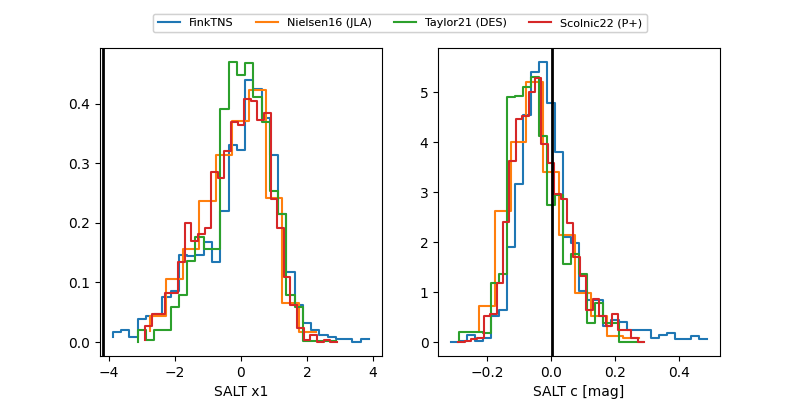 FinkTNS Nielsen16 (JLA) Taylor21 (DES) Scolnic22 (P+)
0.4
0.3
0.2
0.1
0.0
−4 −2 0 2 4
SALT x1
5
4
3
2
1
0
−0.2 0.0 0.2 0.4
SALT c [mag]